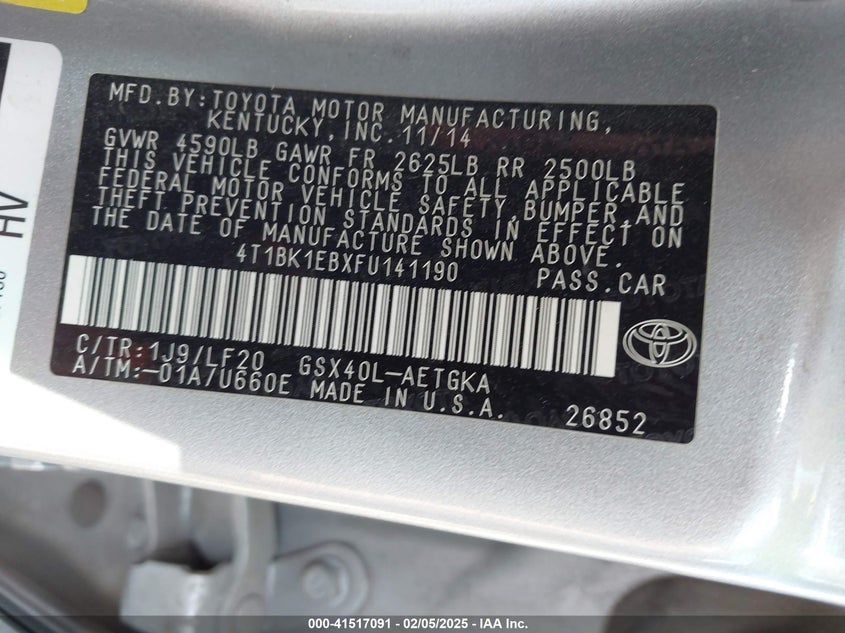 MFD.BY:TOYOTA MOTOR MANUFACTURING,
KENTUCKY,INC.11/14
GVWR 4590LB GAWR FR 2625LB RR 2500LB
THIS VEHICLE CONFORMS TO ALL APPLICABLE
FEDERAL MOTOR VEHICLE SAFETY,BUMPER,AND
THEFT PREVENTION STANDARDS IN EFFECT ON
THE DATE OF MANUFACTURE SHOWN ABOVE.
4T1BK1EBXFU141190 PASS.CAR
C/TR:1J9/LF20 GSX40L-AETGKA
A/TM:-01A/U660E MADE IN U.S.A. 26852
HV
000-41517091 — 02/05/2025 — IAA Inc.